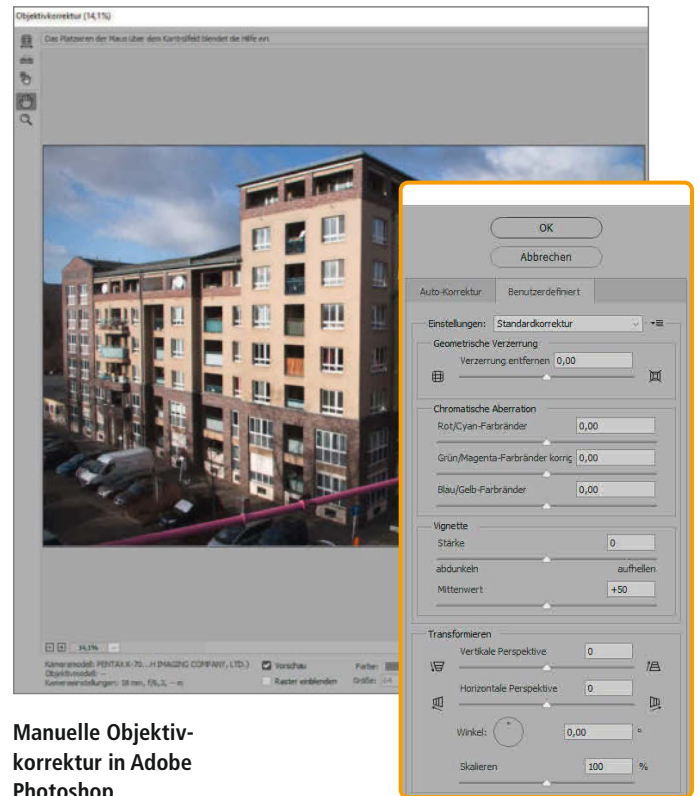 Objektivkorrektur (14,1%)
Das Platzieren der Maus über dem Kontrollfeld blendet die Hilfe ein
OK
Abbrechen
Auto-Korrektur Benutzerdefiniert
Einstellungen: Standardkorrektur
Geometrische Verzerrung
Verzerrung entfernen 0,00
Chromatische Aberration
Rot/Cyan-Farbränder 0,00
Grün/Magenta-Farbränder korrig 0,00
Blau/Gelb-Farbränder 0,00
Vignette
Stärke 0
abdunkeln aufhellen
Mittenwert +50
Transformieren
Vertikale Perspektive 0
Horizontale Perspektive 0
Winkel: 0,00 °
Skalieren 100 %
14,1%
Kameramodell: PENTAX K-70...H IMAGING COMPANY, LTD.) Vorschau Farbe:
Objektivmodell: --
Raster einblenden Größe: 64
Kameraeinstellungen: 18 mm, f/6,3, -- m
Manuelle Objektiv-
korrektur in Adobe
Photoshop